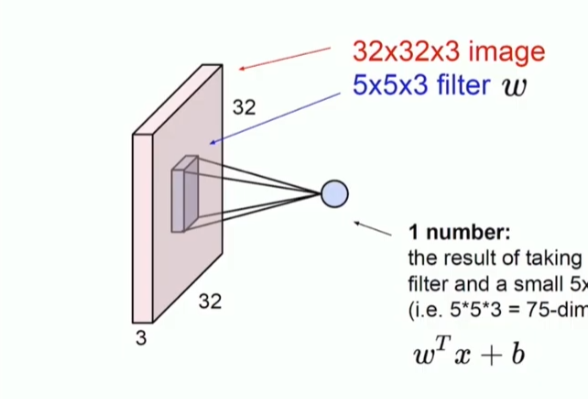 32x32x3 image
5x5x3 filter w
32
1 number:
the result of taking
filter and a small 5x
(i.e. 5*5*3 = 75-dim
32
3
wᵀx + b